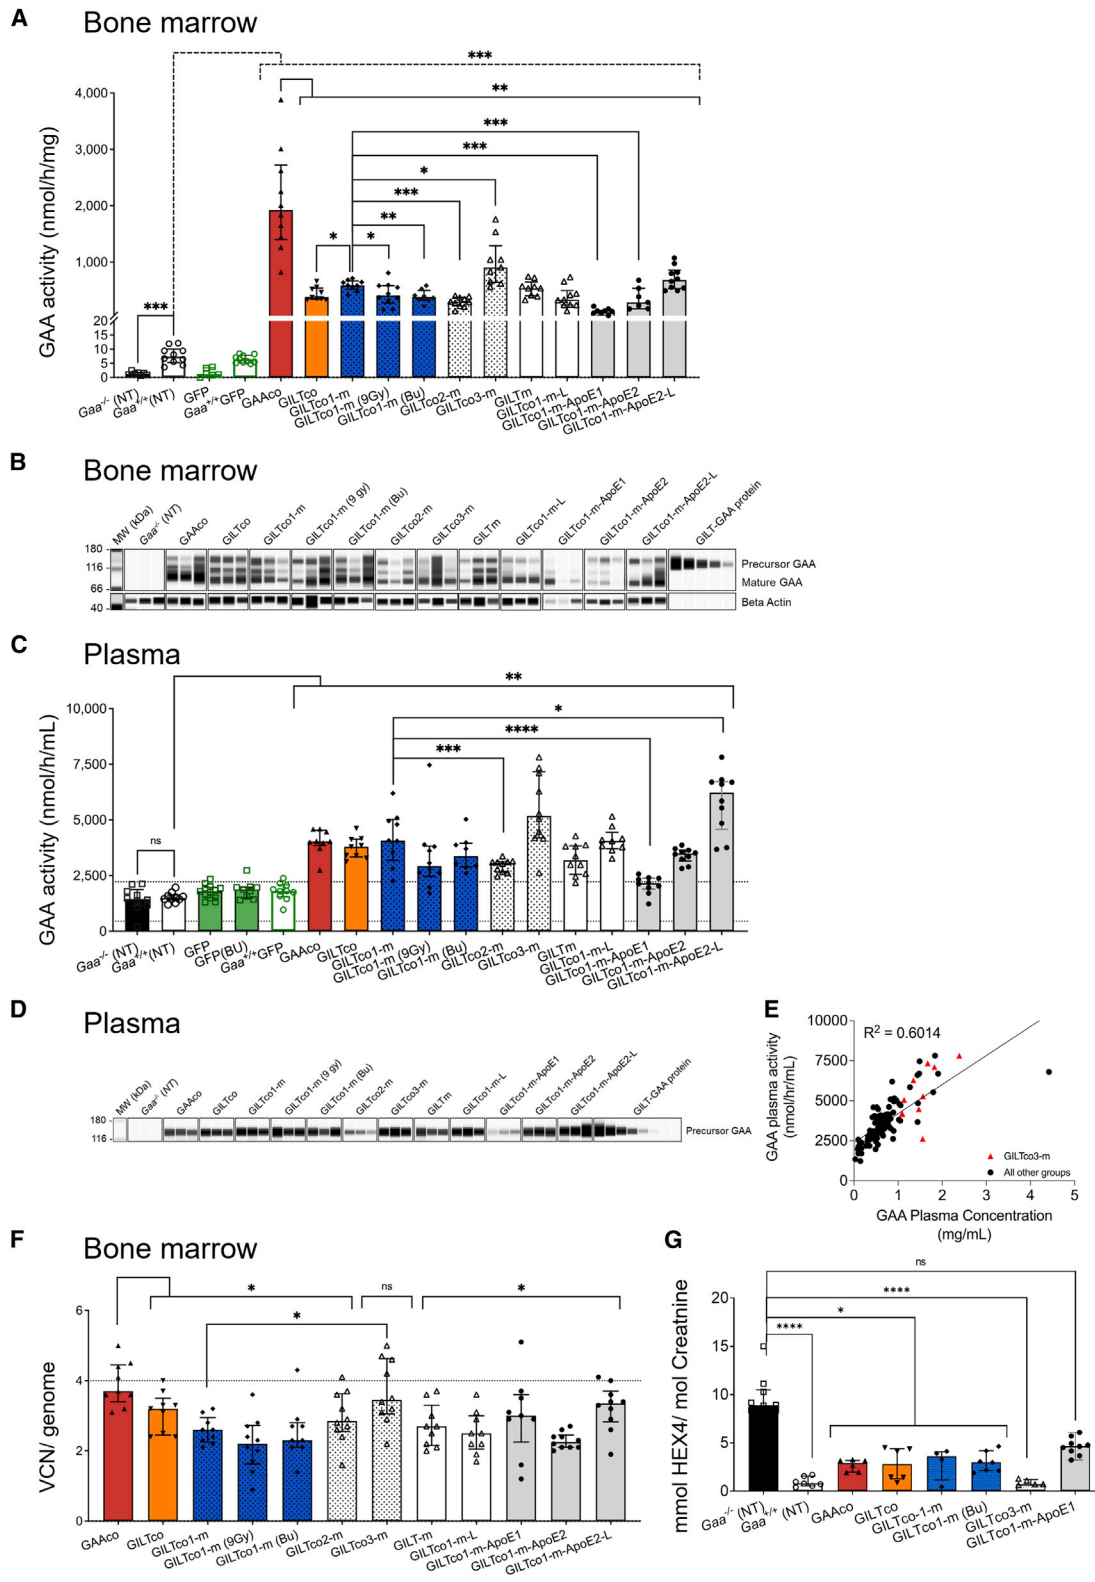 A
Bone marrow
***
**
***
***
*
***
**
*
*
***
GAA activity (nmol/h/mg)
4,000
3,000
2,000
1,000
20
15
10
5
0
Gaa-/- (NT)
Gaa+/+(NT)
GFP
Gaa+/+GFP
GAAco
GILTco
GILTco1-m
GILTco1-m (9Gy)
GILTco1-m (Bu)
GILTco2-m
GILTco3-m
GILTm
GILTco1-m-L
GILTco1-m-ApoE1
GILTco1-m-ApoE2
GILTco1-m-ApoE2-L
B
Bone marrow
MW (kDa)
Gaa-/- (NT)
GAAco
GILTco
GILTco1-m
GILTco1-m (9 gy)
GILTco1-m (Bu)
GILTco2-m
GILTco3-m
GILTm
GILTco1-m-L
GILTco1-m-ApoE1
GILTco1-m-ApoE2
GILTco1-m-ApoE2-L
GILT-GAA protein
180
116
66
40
Precursor GAA
Mature GAA
Beta Actin
C
Plasma
**
*
****
***
ns
GAA activity (nmol/h/mL)
10,000
7,500
5,000
2,500
0
Gaa-/- (NT)
Gaa+/+(NT)
GFP
GFP(BU)
Gaa+/+GFP
GAAco
GILTco
GILTco1-m
GILTco1-m (9Gy)
GILTco1-m (Bu)
GILTco2-m
GILTco3-m
GILTm
GILTco1-m-L
GILTco1-m-ApoE1
GILTco1-m-ApoE2
GILTco1-m-ApoE2-L
D
Plasma
MW (kDa)
Gaa-/- (NT)
GAAco
GILTco
GILTco1-m
GILTco1-m (9 gy)
GILTco1-m (Bu)
GILTco2-m
GILTco3-m
GILTm
GILTco1-m-L
GILTco1-m-ApoE1
GILTco1-m-ApoE2
GILTco1-m-ApoE2-L
GILT-GAA protein
180
116
Precursor GAA
E
R2 = 0.6014
GAA plasma activity
(nmol/hr/mL)
10000
7500
5000
2500
0
GILTco3-m
All other groups
0 1 2 3 4 5
GAA Plasma Concentration
(mg/mL)
F
Bone marrow
*
ns
*
*
VCN/ genome
6
4
2
0
GAAco
GILTco
GILTco1-m
GILTco1-m (9Gy)
GILTco1-m (Bu)
GILTco2-m
GILTco3-m
GILT-m
GILTco1-m-L
GILTco1-m-ApoE1
GILTco1-m-ApoE2
GILTco1-m-ApoE2-L
G
ns
****
*
****
mmol HEX4/ mol Creatnine
20
15
10
5
0
Gaa-/- (NT)
Gaa+/+ (NT)
GAAco
GILTco
GILTco-1-m
GILTco1-m (Bu)
GILTco3-m
GILTco1-m-ApoE1